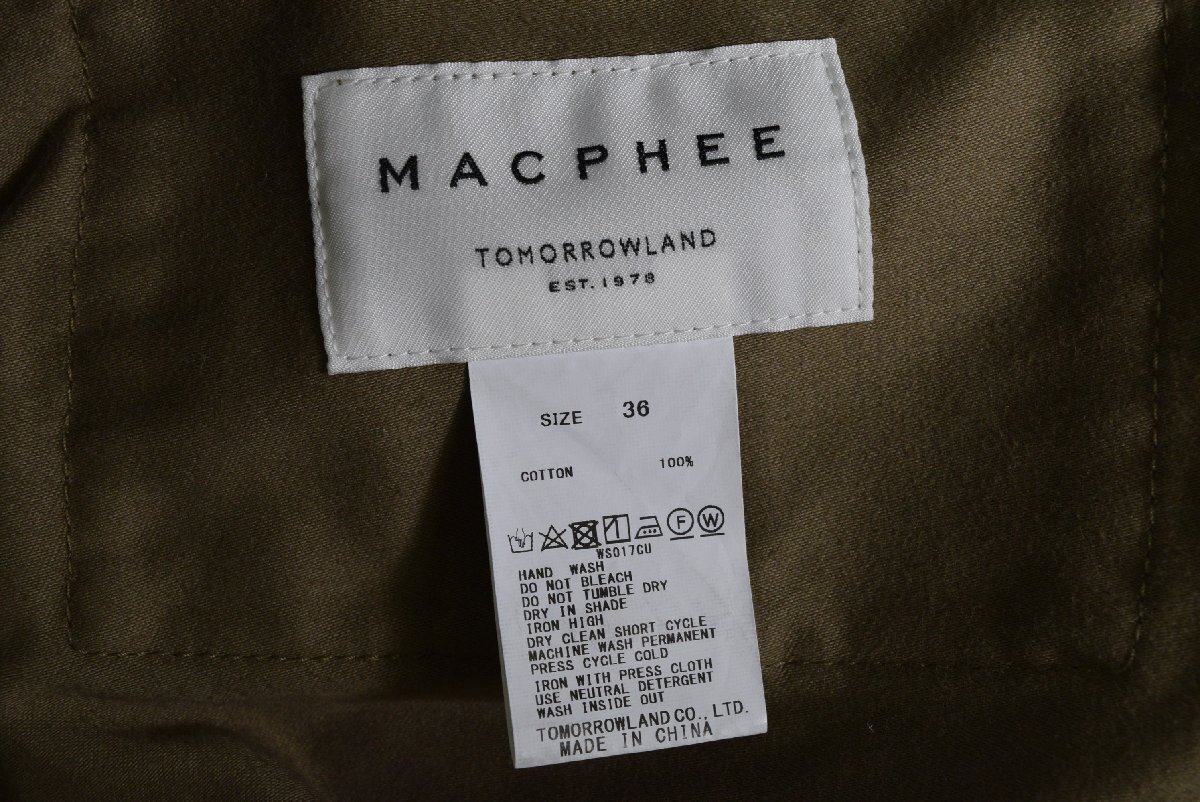 MACPHEE
TOMORROWLAND
EST. 1978
SIZE 36
COTTON 100%
F W
WS017CU
HAND WASH
DO NOT BLEACH
DO NOT TUMBLE DRY
DRY IN SHADE
IRON HIGH
DRY CLEAN SHORT CYCLE
MACHINE WASH PERMANENT
PRESS CYCLE COLD
IRON WITH PRESS CLOTH
USE NEUTRAL DETERGENT
WASH INSIDE OUT
TOMORROWLAND CO., LTD.
MADE IN CHINA